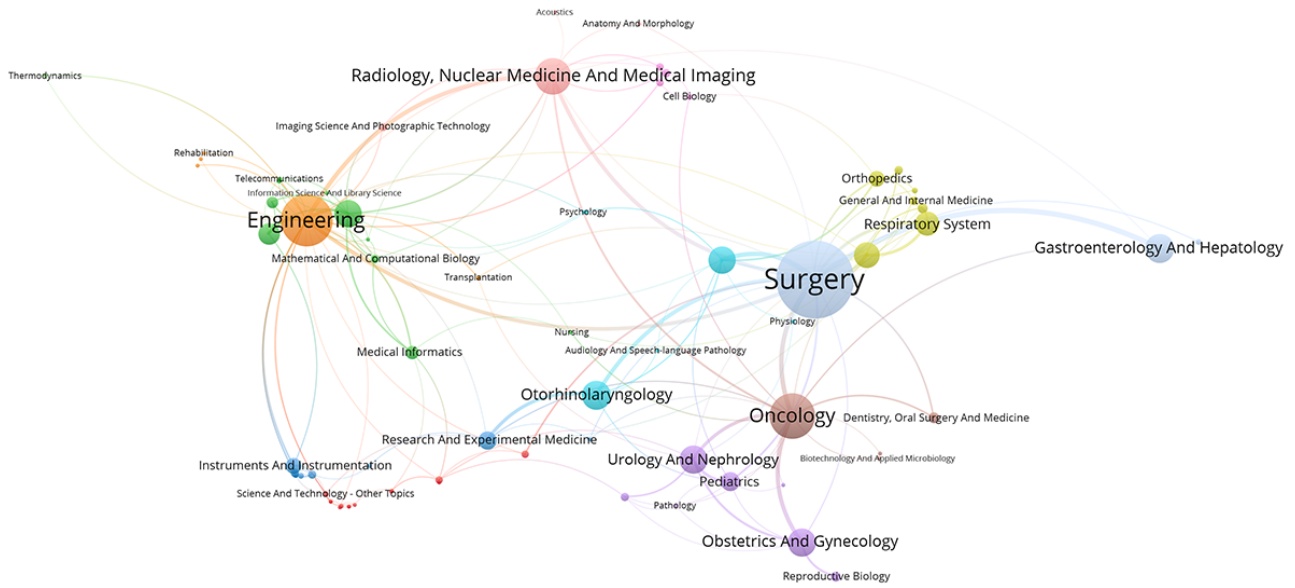 Acoustics
Anatomy And Morphology
Thermodynamics
Radiology, Nuclear Medicine And Medical Imaging
Cell Biology
Imaging Science And Photographic Technology
Rehabilitation
Telecommunications
Orthopedics
Information Science And Library Science
General And Internal Medicine
Engineering
Psychology
Respiratory System
Gastroenterology And Hepatology
Mathematical And Computational Biology
Transplantation
Surgery
Physiology
Nursing
Medical Informatics
Audiology And Speech-language Pathology
Otorhinolaryngology
Oncology
Dentistry, Oral Surgery And Medicine
Research And Experimental Medicine
Urology And Nephrology
Biotechnology And Applied Microbiology
Instruments And Instrumentation
Pediatrics
Science And Technology - Other Topics
Pathology
Obstetrics And Gynecology
Reproductive Biology